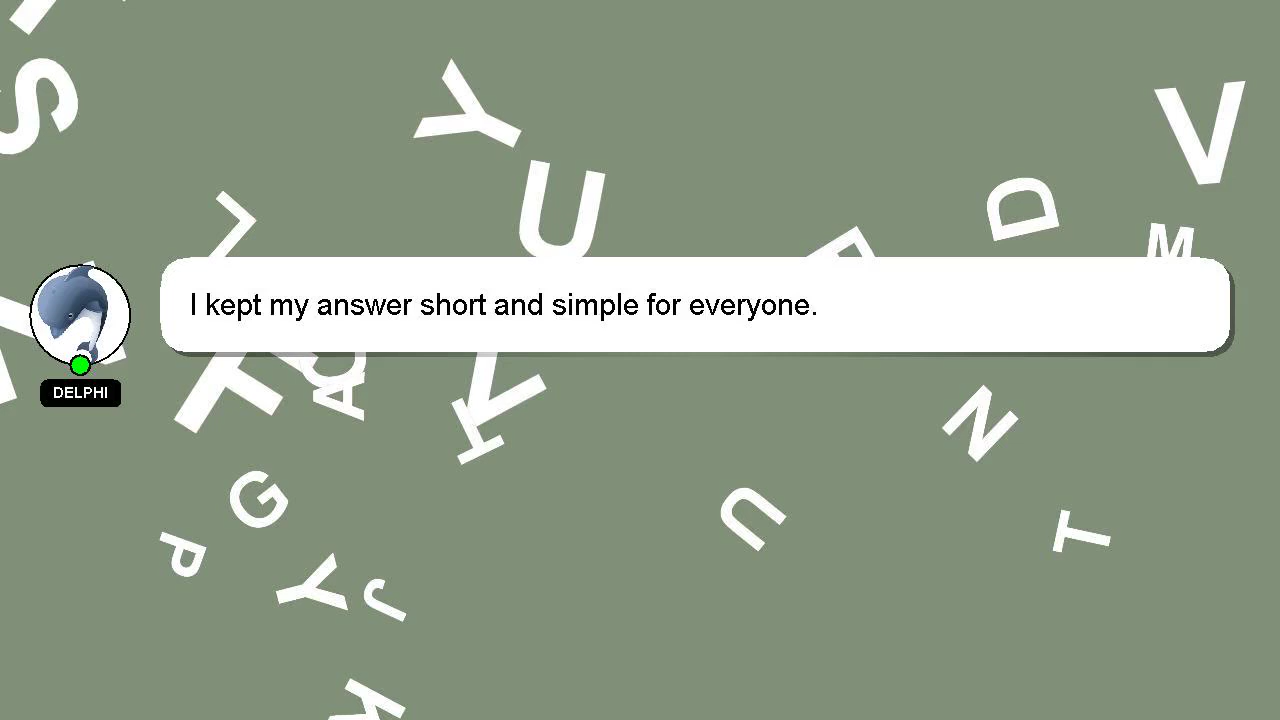 I kept my answer short and simple for everyone.
DELPHI
S
Y
U
V
D
M
L
T
A
G
P
Y
J
U
N
T
K